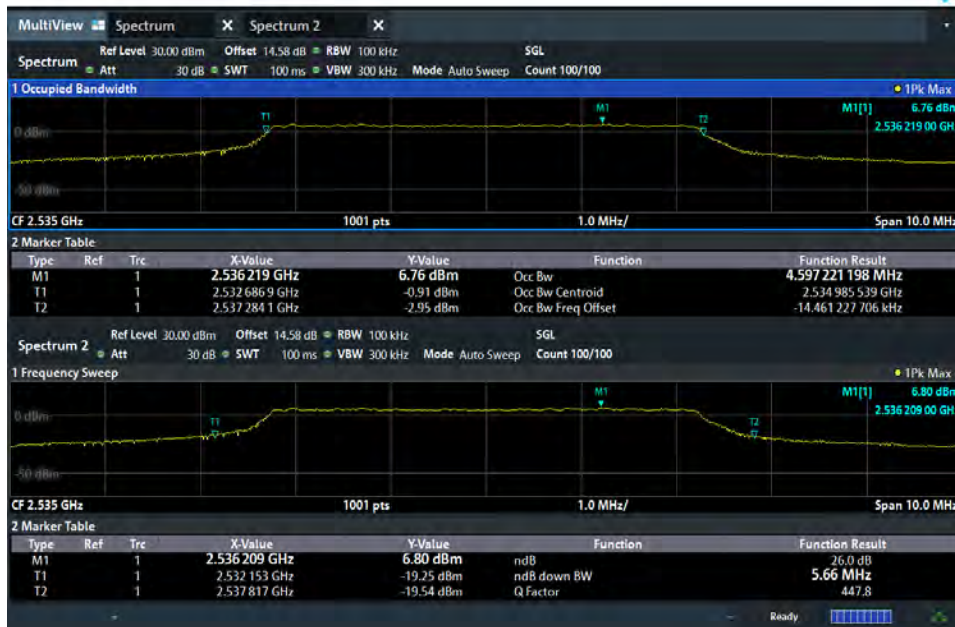 MultiView Spectrum X Spectrum 2 X
Spectrum Ref Level 30.00 dBm Offset 14.58 dB RBW 100 kHz SGL
Att 30 dB SWT 100 ms VBW 300 kHz Mode Auto Sweep Count 100/100
1 Occupied Bandwidth 1Pk Max
M1[1] 6.76 dBm
2.536 219 00 GH
T1 M1 T2
0 dBm
-50 dBm
CF 2.535 GHz 1001 pts 1.0 MHz/ Span 10.0 MHz
2 Marker Table
Type Ref Trc X-Value Y-Value Function Function Result
M1 1 2.536 219 GHz 6.76 dBm Occ Bw 4.597 221 198 MHz
T1 1 2.532 686 9 GHz -0.91 dBm Occ Bw Centroid 2.534 985 539 GHz
T2 1 2.537 284 1 GHz -2.95 dBm Occ Bw Freq Offset -14.461 227 706 kHz
Spectrum 2 Ref Level 30.00 dBm Offset 14.58 dB RBW 100 kHz SGL
Att 30 dB SWT 100 ms VBW 300 kHz Mode Auto Sweep Count 100/100
1 Frequency Sweep 1Pk Max
M1[1] 6.80 dBm
2.536 209 00 GH
T1 M1 T2
0 dBm
-50 dBm
CF 2.535 GHz 1001 pts 1.0 MHz/ Span 10.0 MHz
2 Marker Table
Type Ref Trc X-Value Y-Value Function Function Result
M1 1 2.536 209 GHz 6.80 dBm ndB 26.0 dB
T1 1 2.532 153 GHz -19.25 dBm ndB down BW 5.66 MHz
T2 1 2.537 817 GHz -19.54 dBm Q Factor 447.8
Ready